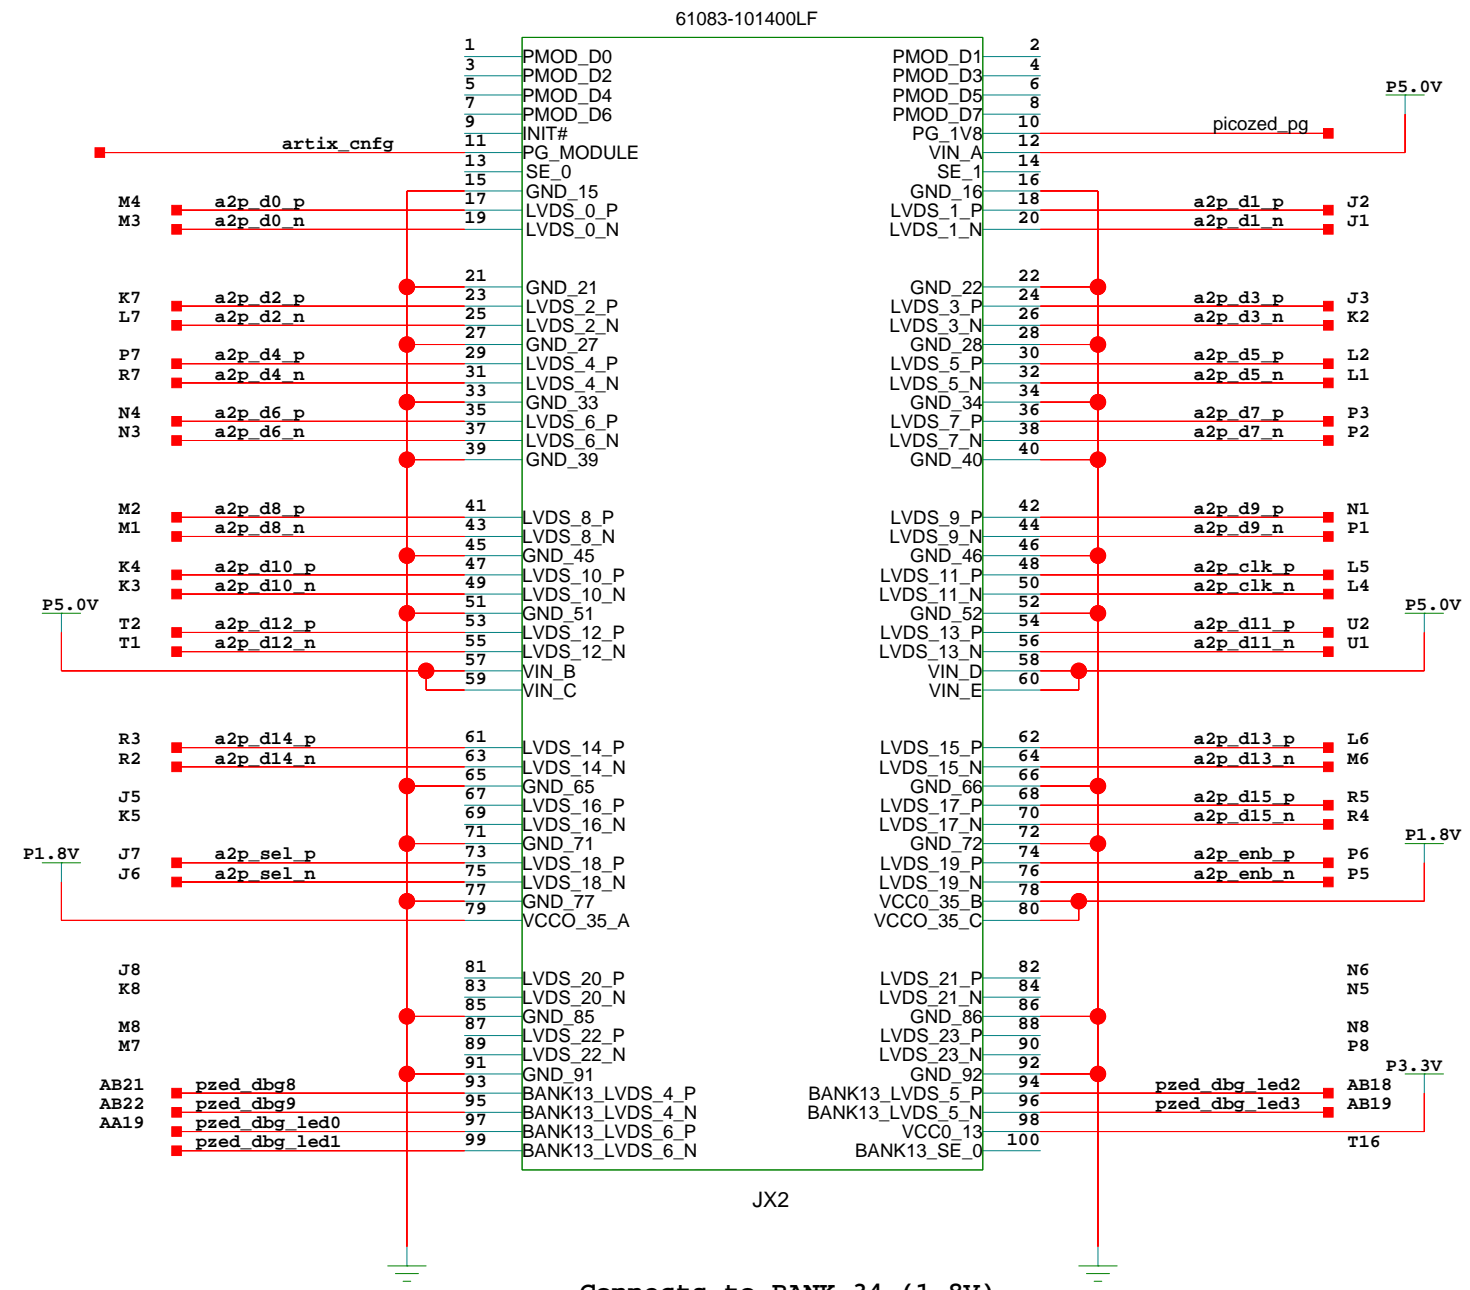 61083-101400LF
1 PMOD_D0 PMOD_D1 2
3 PMOD_D2 PMOD_D3 4
5 PMOD_D4 PMOD_D5 6 P5.0V
7 PMOD_D6 PMOD_D7 8
9 INIT# PG_1V8 10 picozed_pg
artix_cnfg 11 PG_MODULE VIN_A 12
13 SE_0 SE_1 14
15 GND_15 GND_16 16
M4 a2p_d0_p 17 LVDS_0_P LVDS_1_P 18 a2p_d1_p J2
M3 a2p_d0_n 19 LVDS_0_N LVDS_1_N 20 a2p_d1_n J1
21 GND_21 GND_22 22
K7 a2p_d2_p 23 LVDS_2_P LVDS_3_P 24 a2p_d3_p J3
L7 a2p_d2_n 25 LVDS_2_N LVDS_3_N 26 a2p_d3_n K2
27 GND_27 GND_28 28
P7 a2p_d4_p 29 LVDS_4_P LVDS_5_P 30 a2p_d5_p L2
R7 a2p_d4_n 31 LVDS_4_N LVDS_5_N 32 a2p_d5_n L1
33 GND_33 GND_34 34
N4 a2p_d6_p 35 LVDS_6_P LVDS_7_P 36 a2p_d7_p P3
N3 a2p_d6_n 37 LVDS_6_N LVDS_7_N 38 a2p_d7_n P2
39 GND_39 GND_40 40
M2 a2p_d8_p 41 LVDS_8_P LVDS_9_P 42 a2p_d9_p N1
M1 a2p_d8_n 43 LVDS_8_N LVDS_9_N 44 a2p_d9_n P1
45 GND_45 GND_46 46
K4 a2p_d10_p 47 LVDS_10_P LVDS_11_P 48 a2p_clk_p L5
K3 a2p_d10_n 49 LVDS_10_N LVDS_11_N 50 a2p_clk_n L4
P5.0V 51 GND_51 GND_52 52 P5.0V
T2 a2p_d12_p 53 LVDS_12_P LVDS_13_P 54 a2p_d11_p U2
T1 a2p_d12_n 55 LVDS_12_N LVDS_13_N 56 a2p_d11_n U1
57 VIN_B VIN_D 58
59 VIN_C VIN_E 60
R3 a2p_d14_p 61 LVDS_14_P LVDS_15_P 62 a2p_d13_p L6
R2 a2p_d14_n 63 LVDS_14_N LVDS_15_N 64 a2p_d13_n M6
65 GND_65 GND_66 66
J5 67 LVDS_16_P LVDS_17_P 68 a2p_d15_p R5
K5 69 LVDS_16_N LVDS_17_N 70 a2p_d15_n R4
71 GND_71 GND_72 72 P1.8V
P1.8V J7 a2p_sel_p 73 LVDS_18_P LVDS_19_P 74 a2p_enb_p P6
J6 a2p_sel_n 75 LVDS_18_N LVDS_19_N 76 a2p_enb_n P5
77 GND_77 VCC0_35_B 78
79 VCCO_35_A VCCO_35_C 80
J8 81 LVDS_20_P LVDS_21_P 82 N6
K8 83 LVDS_20_N LVDS_21_N 84 N5
85 GND_85 GND_86 86
M8 87 LVDS_22_P LVDS_23_P 88 N8
M7 89 LVDS_22_N LVDS_23_N 90 P8
91 GND_91 GND_92 92 P3.3V
AB21 pzed_dbg8 93 BANK13_LVDS_4_P BANK13_LVDS_5_P 94 pzed_dbg_led2 AB18
AB22 pzed_dbg9 95 BANK13_LVDS_4_N BANK13_LVDS_5_N 96 pzed_dbg_led3 AB19
AA19 pzed_dbg_led0 97 BANK13_LVDS_6_P VCC0_13 98
pzed_dbg_led1 99 BANK13_LVDS_6_N BANK13_SE_0 100 T16
JX2
Connects to BANK 34 (1.8V)